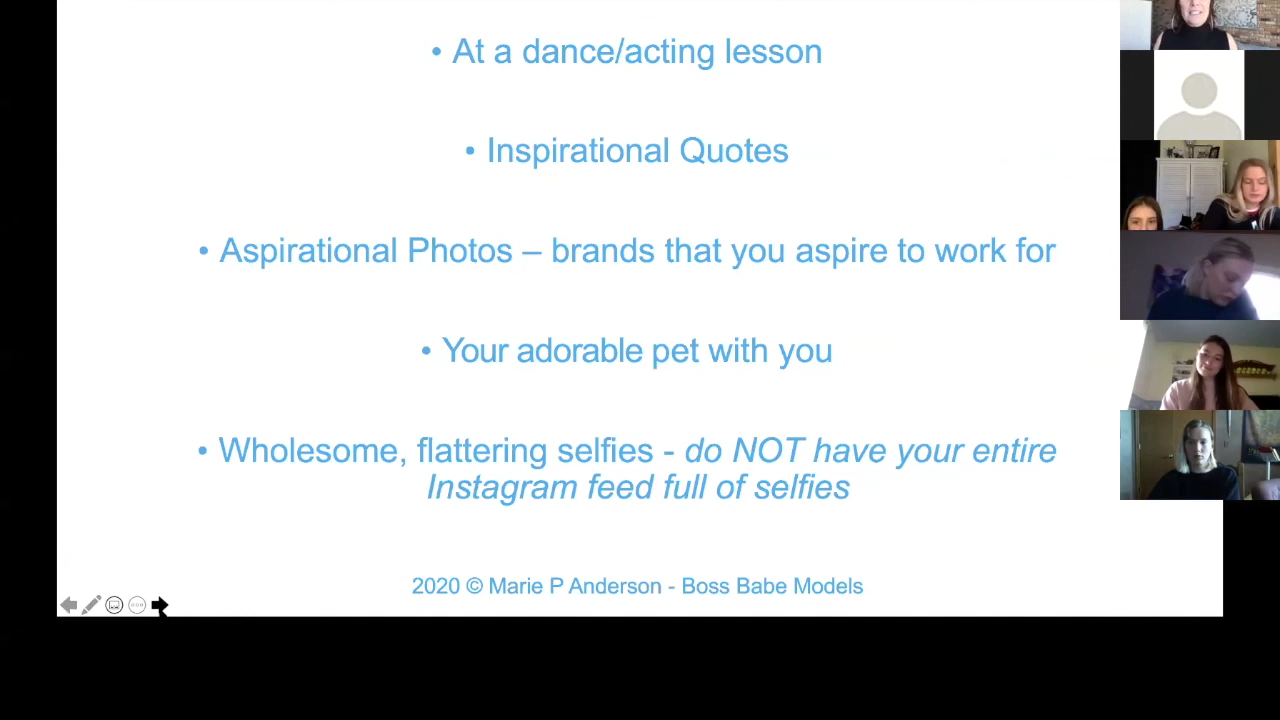 • At a dance/acting lesson
• Inspirational Quotes
• Aspirational Photos – brands that you aspire to work for
• Your adorable pet with you
• Wholesome, flattering selfies - do NOT have your entire
Instagram feed full of selfies
2020 © Marie P Anderson - Boss Babe Models